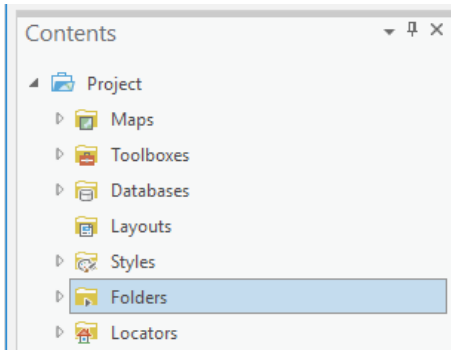 Contents
Project
Maps
Toolboxes
Databases
Layouts
Styles
Folders
Locators